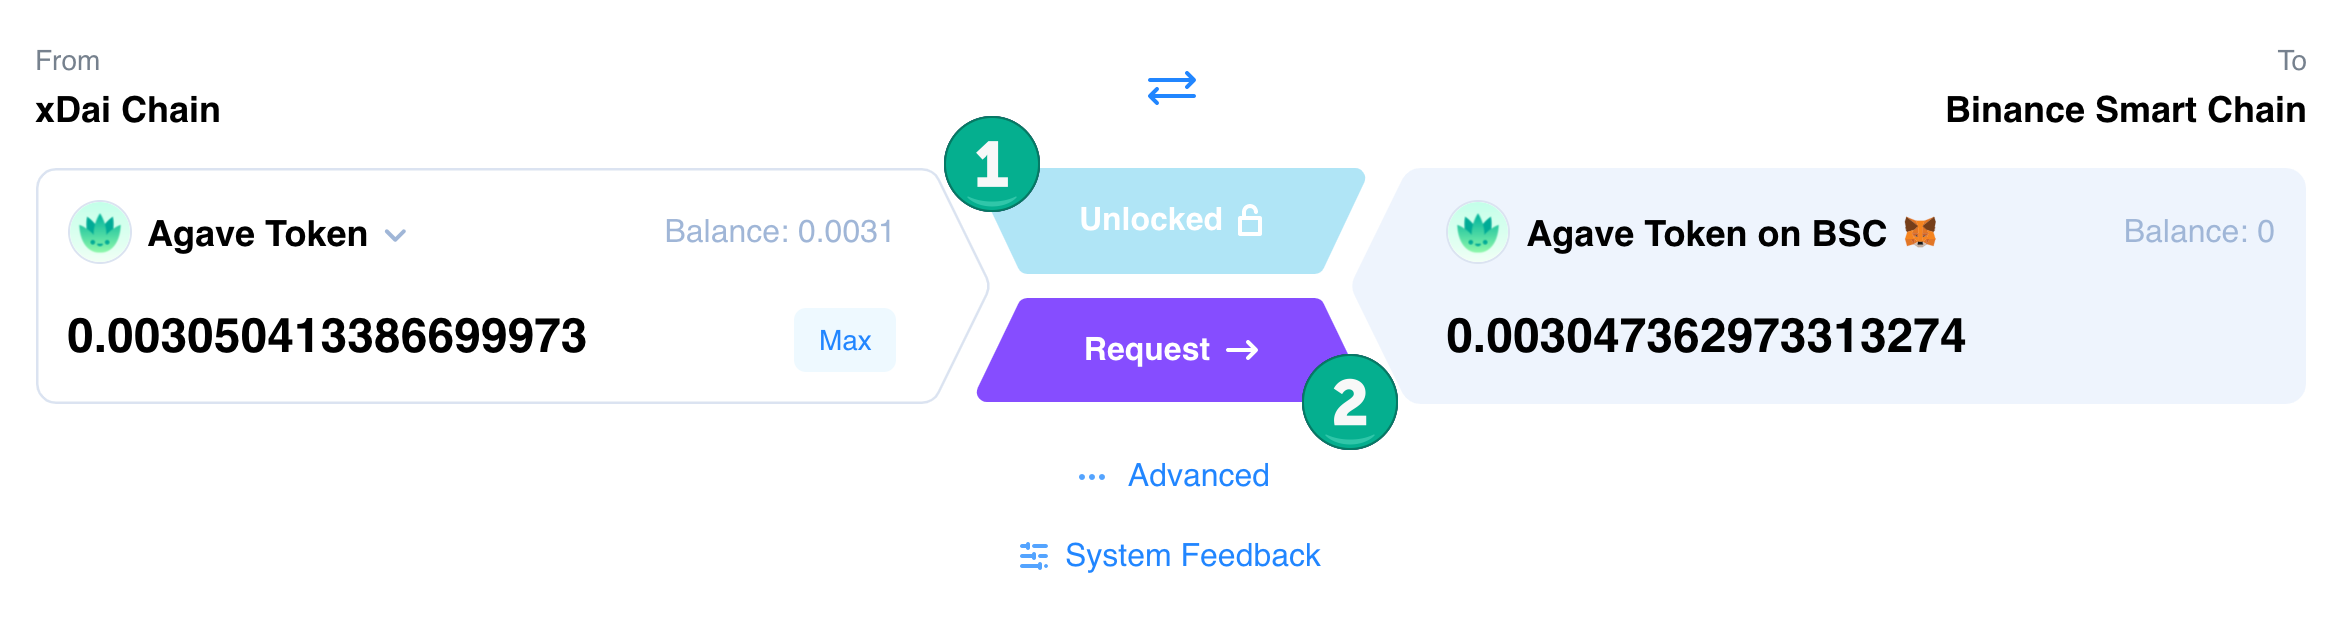 From
To
xDai Chain
Binance Smart Chain
1
Unlocked
Agave Token
Balance: 0.0031
Agave Token on BSC
Balance: 0
0.003050413386699973
Max
Request
0.003047362973313274
2
Advanced
System Feedback